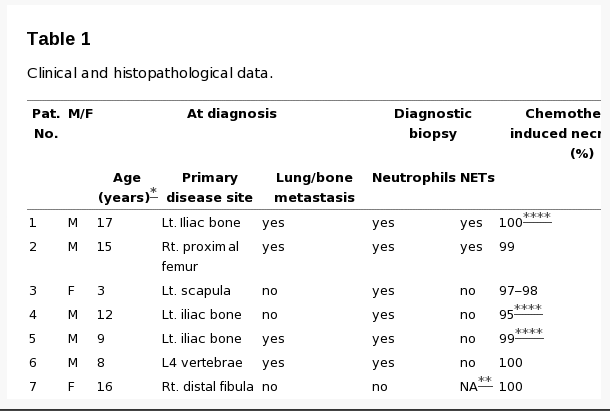 Table 1
Clinical and histopathological data.
Pat. M/F At diagnosis Diagnostic Chemothe
No. biopsy induced necr
(%)
Age Primary Lung/bone Neutrophils NETs
(years)* disease site metastasis
1 M 17 Lt. Iliac bone yes yes yes 100****
2 M 15 Rt. proximal yes yes yes 99
femur
3 F 3 Lt. scapula no yes no 97–98
4 M 12 Lt. iliac bone no yes no 95****
5 M 9 Lt. iliac bone yes yes no 99****
6 M 8 L4 vertebrae yes yes no 100
7 F 16 Rt. distal fibula no no NA** 100